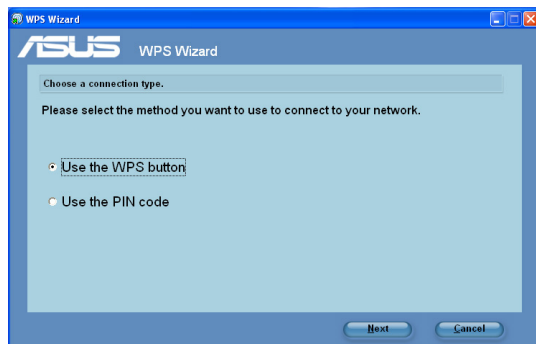 WPS Wizard
ASUS WPS Wizard
Choose a connection type.
Please select the method you want to use to connect to your network.
Use the WPS button
Use the PIN code
Next Cancel